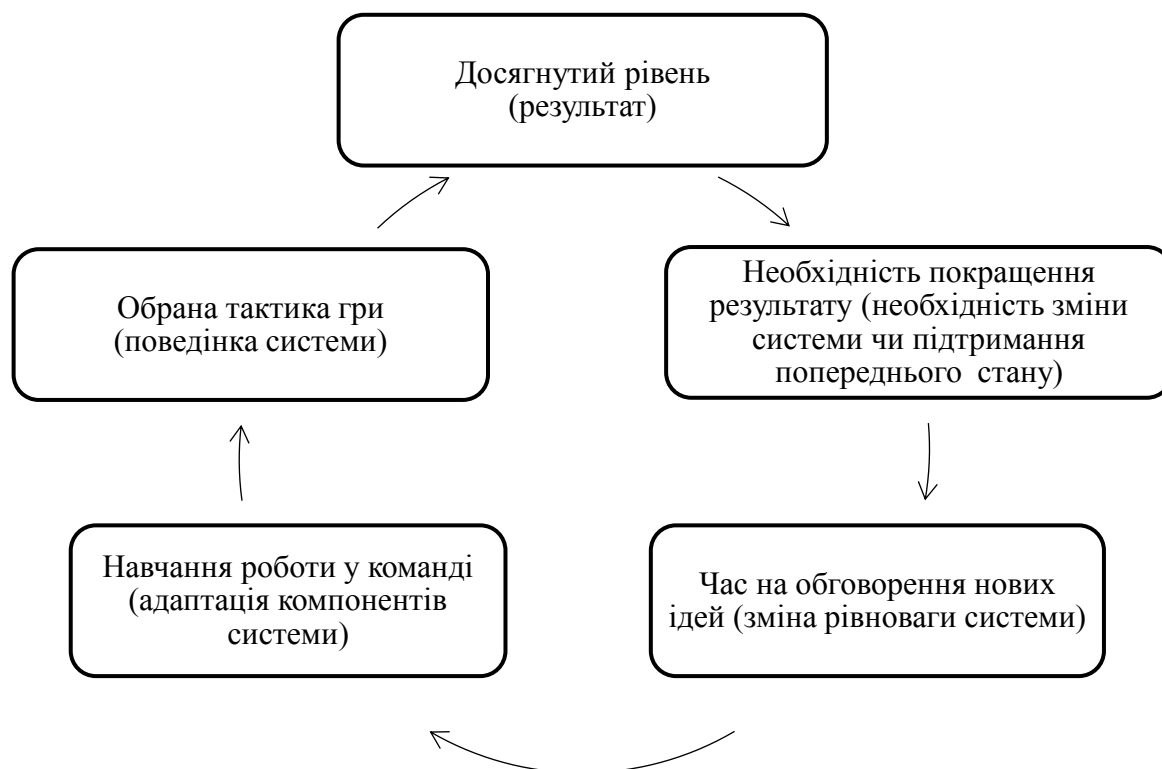 Досягнутий рівень
(результат)
Необхідність покращення
результату (необхідність зміни
системи чи підтримання
попереднього  стану)
Час на обговорення нових
ідей (зміна рівноваги системи)
Навчання роботи у команді
(адаптація компонентів
системи)
Обрана тактика гри
(поведінка системи)